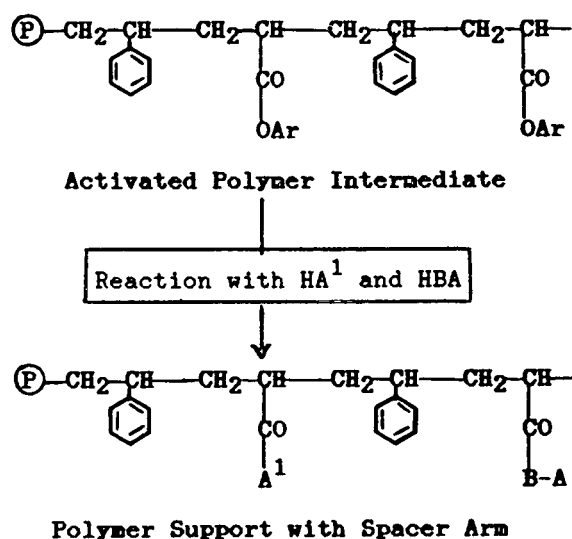 P—CH₂—CH—CH₂—CH—CH₂—CH—CH₂—CH—
CO CO
OAr OAr
Activated Polymer Intermediate
Reaction with HA¹ and HBA
P—CH₂—CH—CH₂—CH—CH₂—CH—CH₂—CH—
CO CO
A¹ B-A
Polymer Support with Spacer Arm